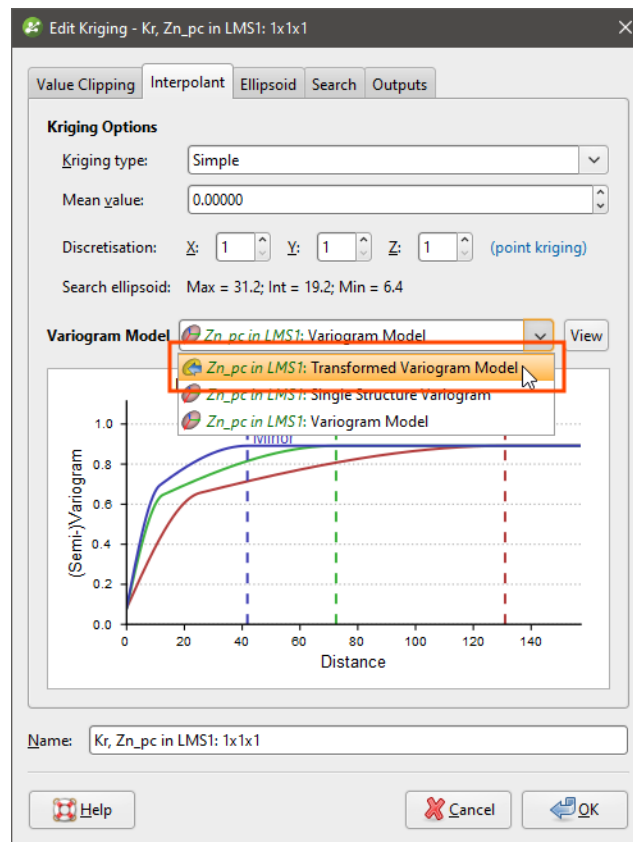 Edit Kriging - Kr, Zn_pc in LMS1: 1x1x1
Value Clipping Interpolant Ellipsoid Search Outputs
Kriging Options
Kriging type: Simple
Mean value: 0.00000
Discretisation: X: 1 Y: 1 Z: 1 (point kriging)
Search ellipsoid: Max = 31.2; Int = 19.2; Min = 6.4
Variogram Model Zn_pc in LMS1: Variogram Model View
Zn_pc in LMS1: Transformed Variogram Model
Zn_pc in LMS1: Single Structure Variogram
Zn_pc in LMS1: Variogram Model
Minor
1.0
0.8
0.6
0.4
0.2
0.0
(Semi-)Variogram
0 20 40 60 80 100 120 140
Distance
Name: Kr, Zn_pc in LMS1: 1x1x1
Help Cancel OK